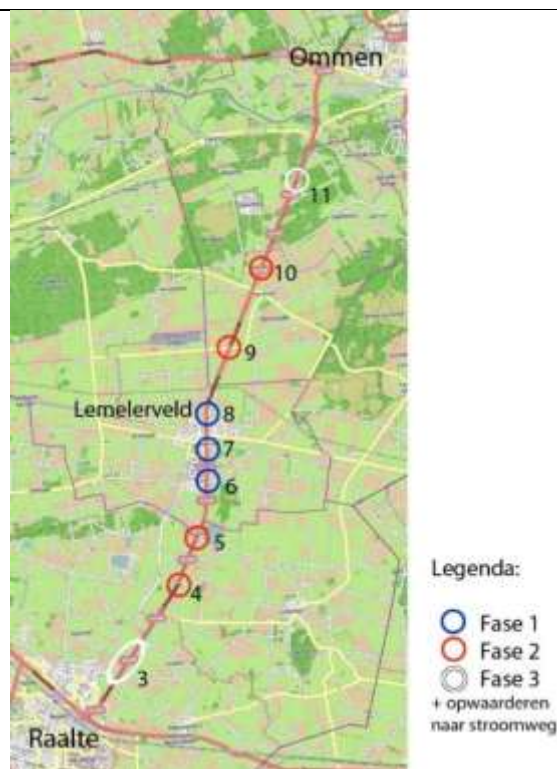 Ommen
11
10
9
Lemelerveld
8
7
6
5
4
3
Raalte
Legenda:
Fase 1
Fase 2
Fase 3
+ opwaarderen
naar stroomweg